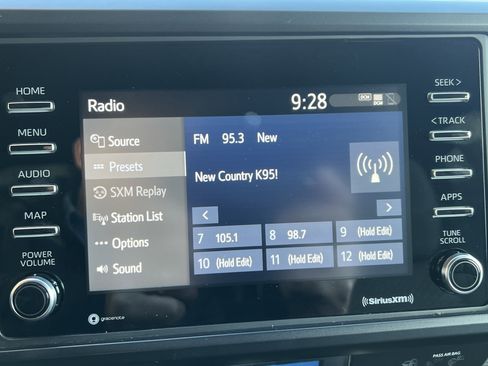 HOME
MENU
AUDIO
MAP
POWER
VOLUME
Radio
9:28
DCM
DCM
Source
Presets
SXM Replay
Station List
Options
Sound
FM 95.3 New
New Country K95!
<
>
7 105.1
8 98.7
9 (Hold Edit)
10 (Hold Edit)
11 (Hold Edit)
12 (Hold Edit)
SEEK >
< TRACK
PHONE
APPS
TUNE
SCROLL
gracenote
((SiriusXM))
PASS AIR BAG